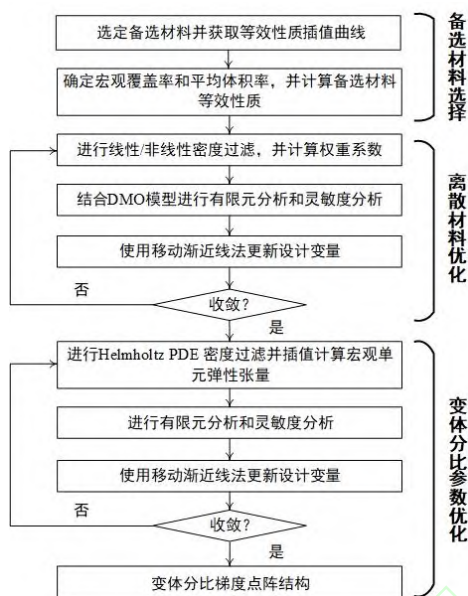 选定备选材料并获取等效性质插值曲线
确定宏观覆盖率和平均体积率，并计算备选材料
等效性质
备选材料选择
进行线性/非线性密度过滤，并计算权重系数
结合DMO模型进行有限元分析和灵敏度分析
使用移动渐近线法更新设计变量
否
收敛？
是
离散材料优化
进行Helmholtz PDE 密度过滤并插值计算宏观单
元弹性张量
进行有限元分析和灵敏度分析
使用移动渐近线法更新设计变量
否
收敛？
是
变体分比梯度点阵结构
变体分比参数优化